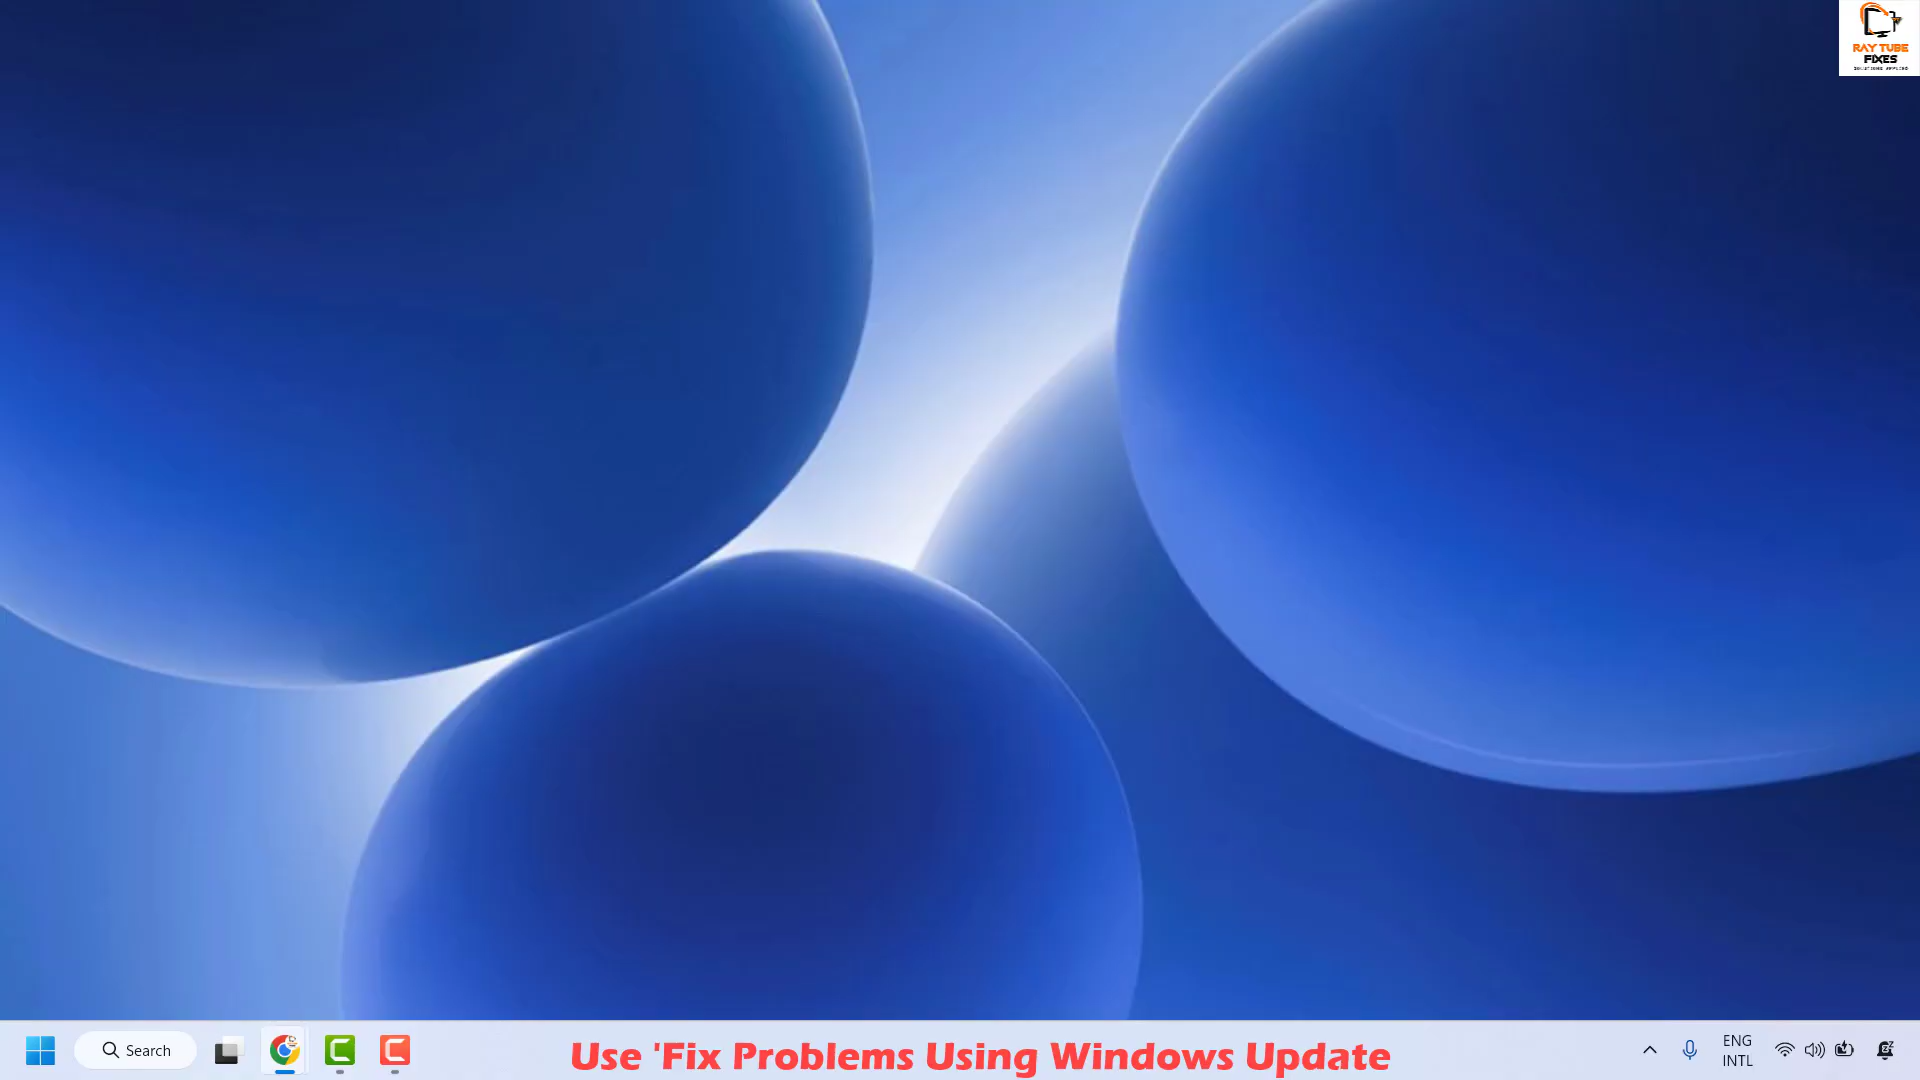 RAY TUBE
FIXES
Search
Use 'Fix Problems Using Windows Update
ENG
INTL